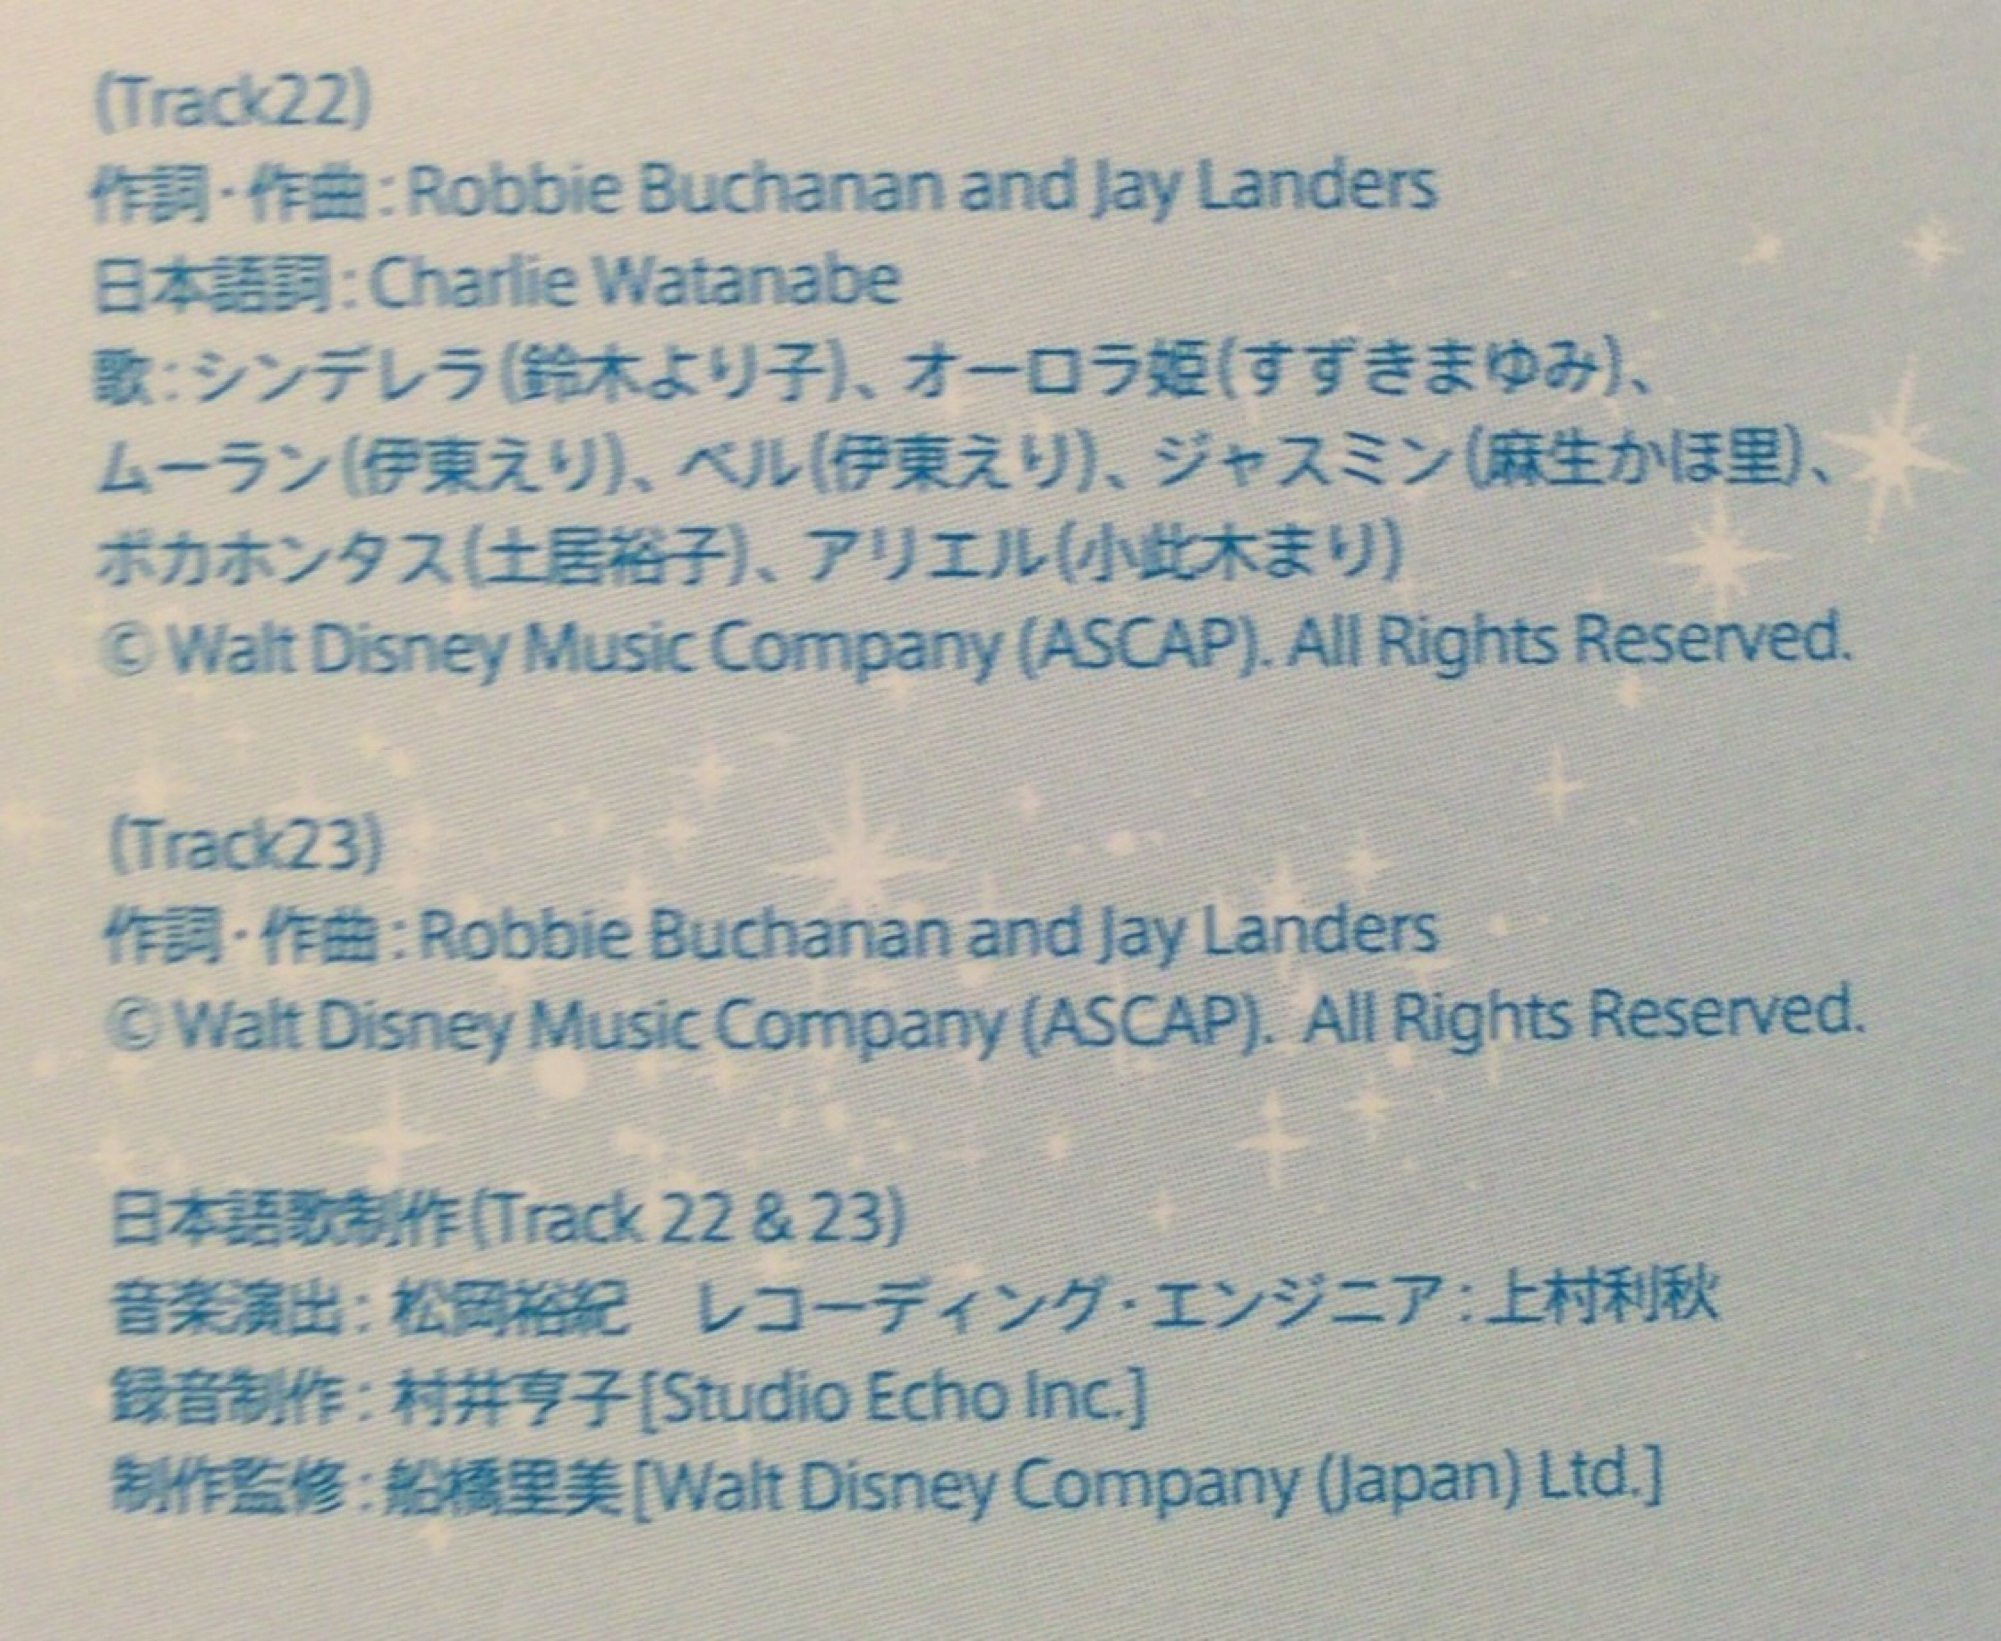 (Track22)
作詞・作曲：Robbie Buchanan and Jay Landers
日本語詞：Charlie Watanabe
歌：シンデレラ(鈴木より子)、オーロラ姫(すずきまゆみ)、
ムーラン(伊東えり)、ベル(伊東えり)、ジャスミン(麻生かほ里)、
ポカホンタス(土居裕子)、アリエル(小此木まり)
© Walt Disney Music Company (ASCAP). All Rights Reserved.
(Track23)
作詞・作曲：Robbie Buchanan and Jay Landers
© Walt Disney Music Company (ASCAP).  All Rights Reserved.
日本語歌制作(Track 22 & 23)
音楽演出：松岡裕紀　レコーディング・エンジニア：上村利秋
録音制作：村井亨子[Studio Echo Inc.]
制作監修：船橋里美[Walt Disney Company (Japan) Ltd.]